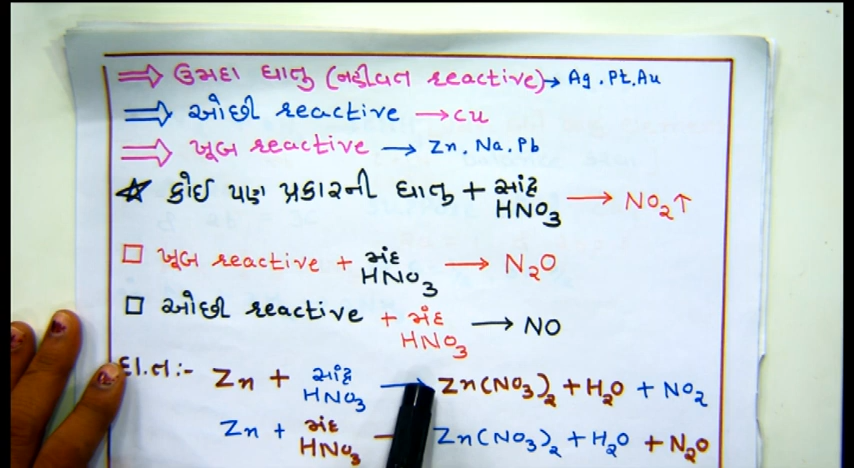 ⇒ ઉમદા ધાતુ (નહીવત reactive) → Ag. Pt. Au
⇒ ઓછી reactive → Cu
⇒ ખૂબ reactive → Zn. Na. Pb
☆ કોઈ પણ પ્રકારની ધાતુ + સાંદ્ર HNO₃ → NO₂↑
□ ખૂબ reactive + મંદ HNO₃ → N₂O
□ ઓછી reactive + મંદ HNO₃ → NO
દા.ત:- Zn + સાંદ્ર HNO₃ → Zn(NO₃)₂ + H₂O + NO₂
Zn + મંદ HNO₃ – Zn(NO₃)₂ + H₂O + N₂O